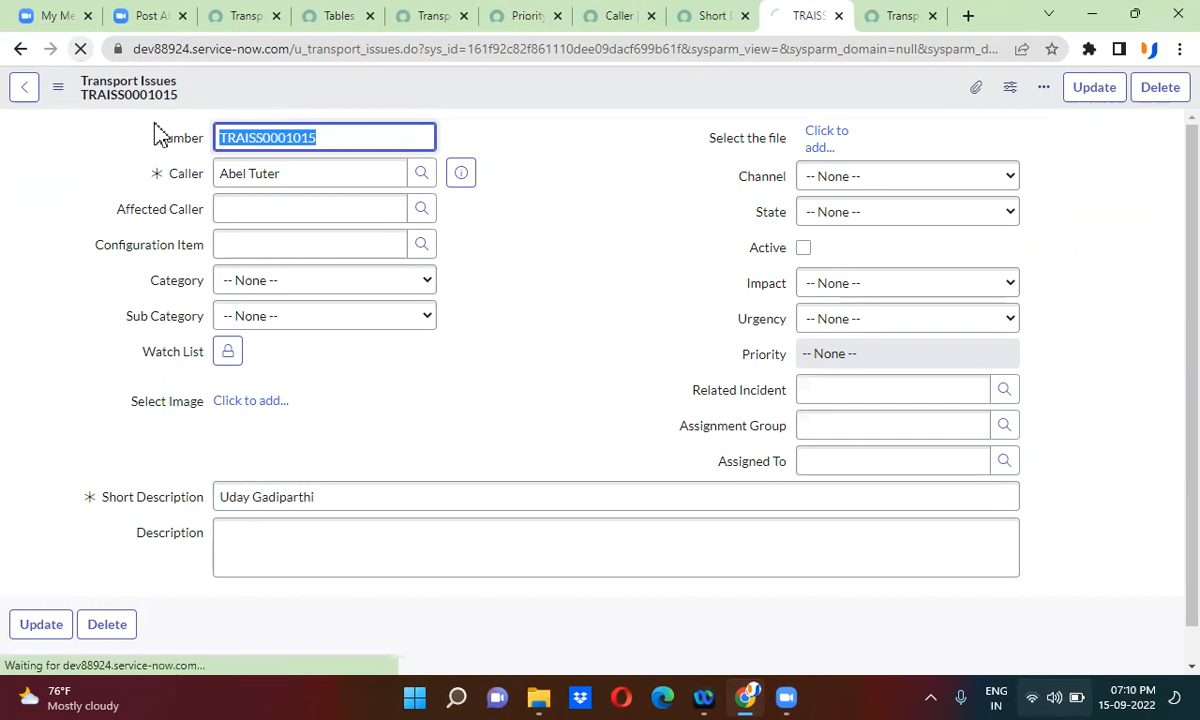 My Me
Post At
Transp
Tables
Transp
Priority
Caller
Short D
TRAISS
Transp
dev88924.service-now.com/u_transport_issues.do?sys_id=161f92c82f861110dee09dacf699b61f&sysparm_view=&sysparm_domain=null&sysparm_d...
Transport Issues
TRAISS0001015
Update
Delete
umber
TRAISS0001015
Caller
Abel Tuter
Affected Caller
Configuration Item
Category
-- None --
Sub Category
-- None --
Watch List
Select Image
Click to add...
Select the file
Click to
add...
Channel
-- None --
State
-- None --
Active
Impact
-- None --
Urgency
-- None --
Priority
-- None --
Related Incident
Assignment Group
Assigned To
Short Description
Uday Gadiparthi
Description
Update
Delete
Waiting for dev88924.service-now.com...
76°F
Mostly cloudy
ENG
IN
07:10 PM
15-09-2022